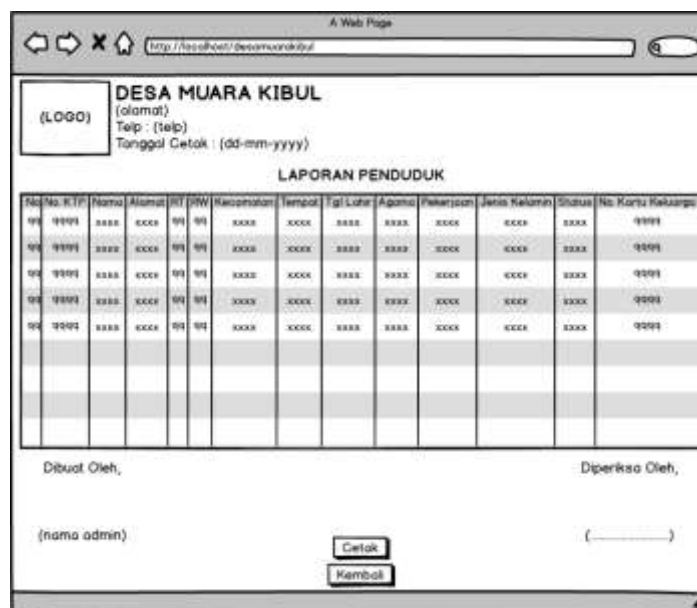 A Web Page
http://localhost/desamuarakibul
(LOGO)
DESA MUARA KIBUL
(alamat)
Telp : (telp)
Tanggal Cetak : (dd-mm-yyyy)
LAPORAN PENDUDUK
No No. KTP Nama Alamat RT RW Kecamatan Tempat Tgl Lahir Agama Pekerjaan Jenis Kelamin Status No. Kartu Keluarga
99 9999 xxxx xxxx 99 99 xxxx xxxx xxxx xxxx xxxx xxxx xxxx 9999
99 9999 xxxx xxxx 99 99 xxxx xxxx xxxx xxxx xxxx xxxx xxxx 9999
99 9999 xxxx xxxx 99 99 xxxx xxxx xxxx xxxx xxxx xxxx xxxx 9999
99 9999 xxxx xxxx 99 99 xxxx xxxx xxxx xxxx xxxx xxxx xxxx 9999
99 9999 xxxx xxxx 99 99 xxxx xxxx xxxx xxxx xxxx xxxx xxxx 9999
Dibuat Oleh, Diperiksa Oleh,
(nama admin) (....................)
Cetak
Kembali